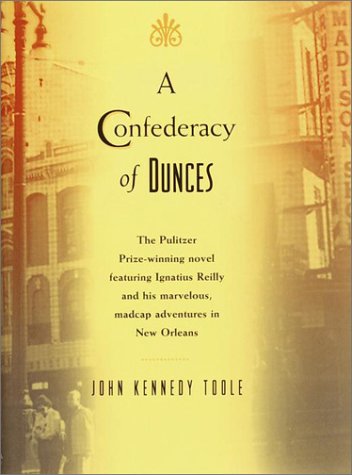 A
Confederacy
of DUNCES
The Pulitzer
Prize-winning novel
featuring Ignatius Reilly
and his marvelous,
madcap adventures in
New Orleans
JOHN KENNEDY TOOLE
MADISON